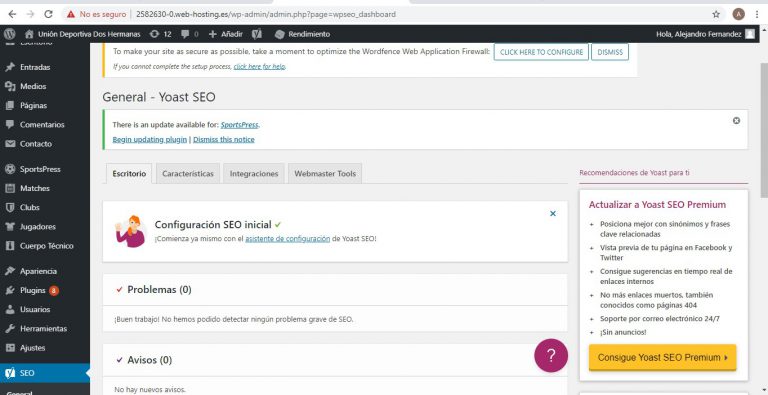 No es seguro | 2582630-0.web-hosting.es/wp-admin/admin.php?page=wpseo_dashboard
A
Unión Deportiva Dos Hermanas 12 0 + Añadir Rendimiento Hola, Alejandro Fernandez
Entradas
Medios
Páginas
Comentarios
Contacto
SportsPress
Matches
Clubs
Jugadores
Cuerpo Técnico
Apariencia
Plugins 8
Usuarios
Herramientas
Ajustes
SEO
General
To make your site as secure as possible, take a moment to optimize the Wordfence Web Application Firewall: CLICK HERE TO CONFIGURE DISMISS
If you cannot complete the setup process, click here for help.
General - Yoast SEO
There is an update available for: SportsPress.
Begin updating plugin | Dismiss this notice
Escritorio Características Integraciones Webmaster Tools
Configuración SEO inicial
¡Comienza ya mismo con el asistente de configuración de Yoast SEO!
Problemas (0)
¡Buen trabajo! No hemos podido detectar ningún problema grave de SEO.
Avisos (0)
No hay nuevos avisos.
?
Recomendaciones de Yoast para ti
Actualizar a Yoast SEO Premium
+ Posiciona mejor con sinónimos y frases
clave relacionadas
+ Vista previa de tu página en Facebook y
Twitter
+ Consigue sugerencias en tiempo real de
enlaces internos
+ No más enlaces muertos, también
conocidos como páginas 404
+ Soporte por correo electrónico 24/7
+ ¡Sin anuncios!
Consigue Yoast SEO Premium